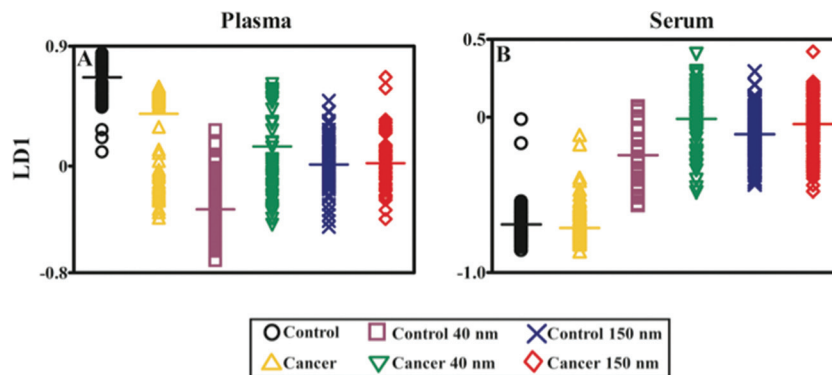 Plasma
Serum
A
B
LD1
0.9
0
-0.8
0.5
0
-1.0
Control
Control 40 nm
Control 150 nm
Cancer
Cancer 40 nm
Cancer 150 nm